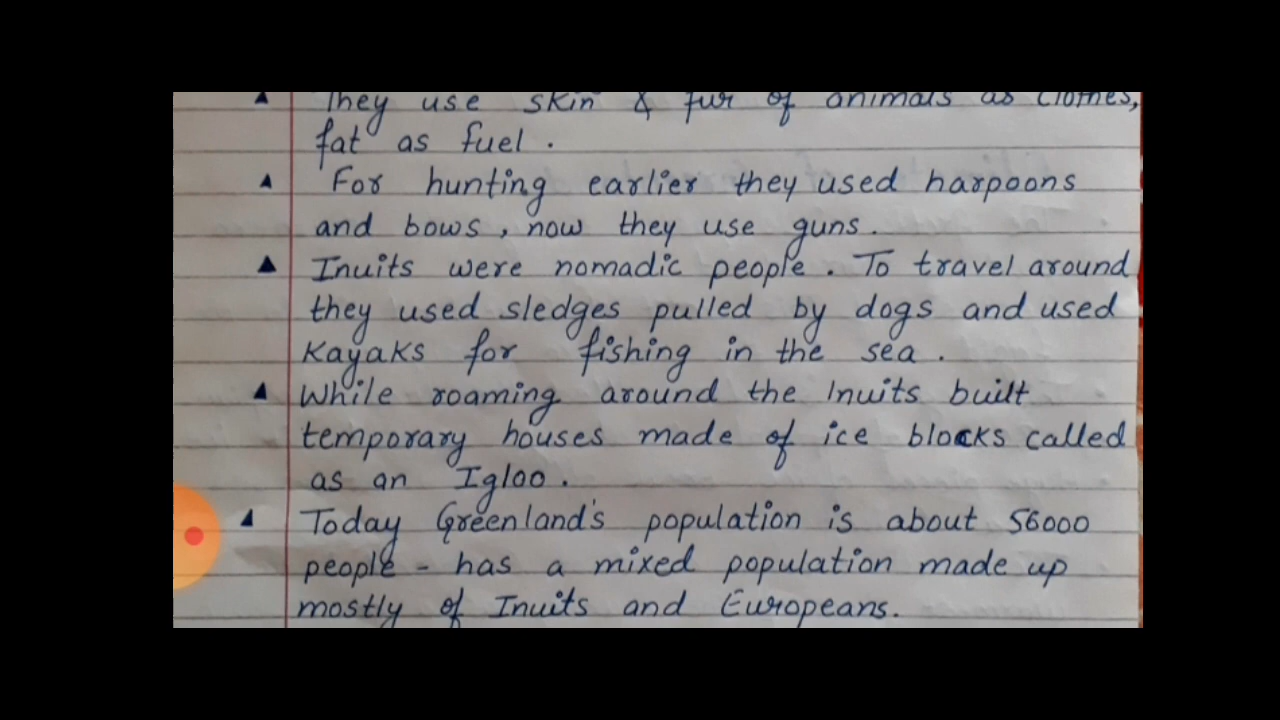 ▲ They use skin & fur of animals as clothes,
fat as fuel .
▲ For hunting earlier they used harpoons
and bows , now they use guns .
▲ Inuits were nomadic people . To travel around
they used sledges pulled by dogs and used
Kayaks for fishing in the sea .
▲ While roaming around the Inuits built
temporary houses made of ice blocks called
as an Igloo .
▲ Today Greenland's population is about 56000
people - has a mixed population made up
mostly of Inuits and Europeans.